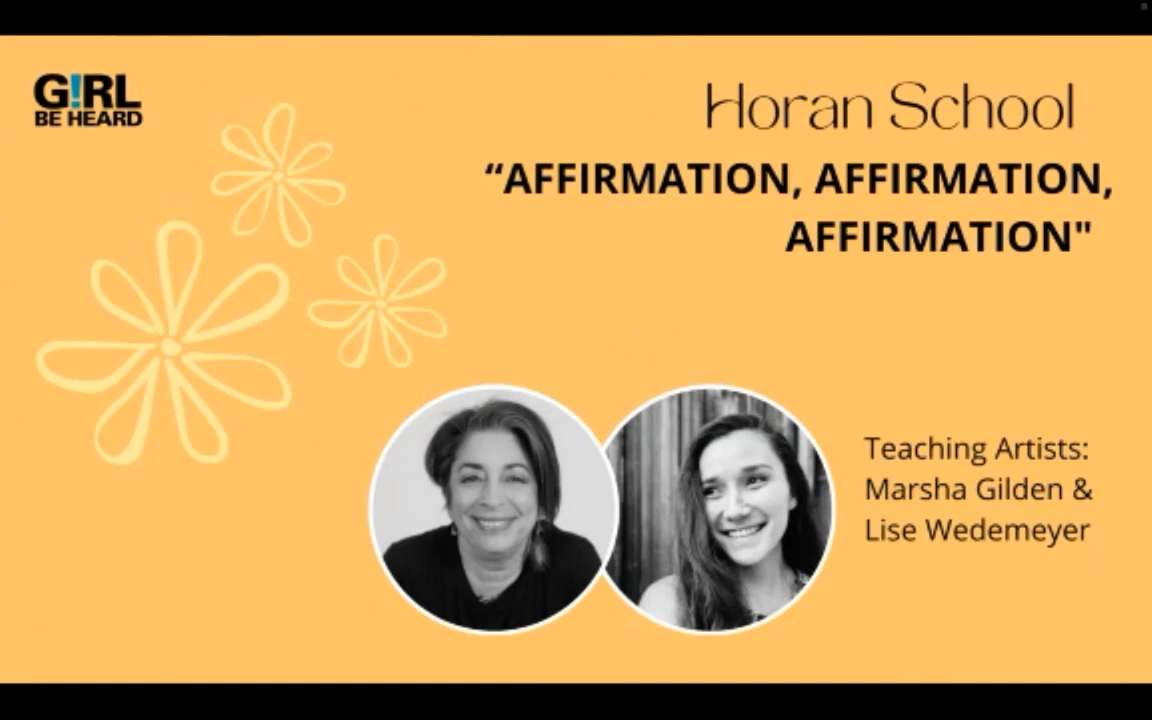 G!RL
BE HEARD
Horan School
“AFFIRMATION, AFFIRMATION,
AFFIRMATION"
Teaching Artists:
Marsha Gilden &
Lise Wedemeyer